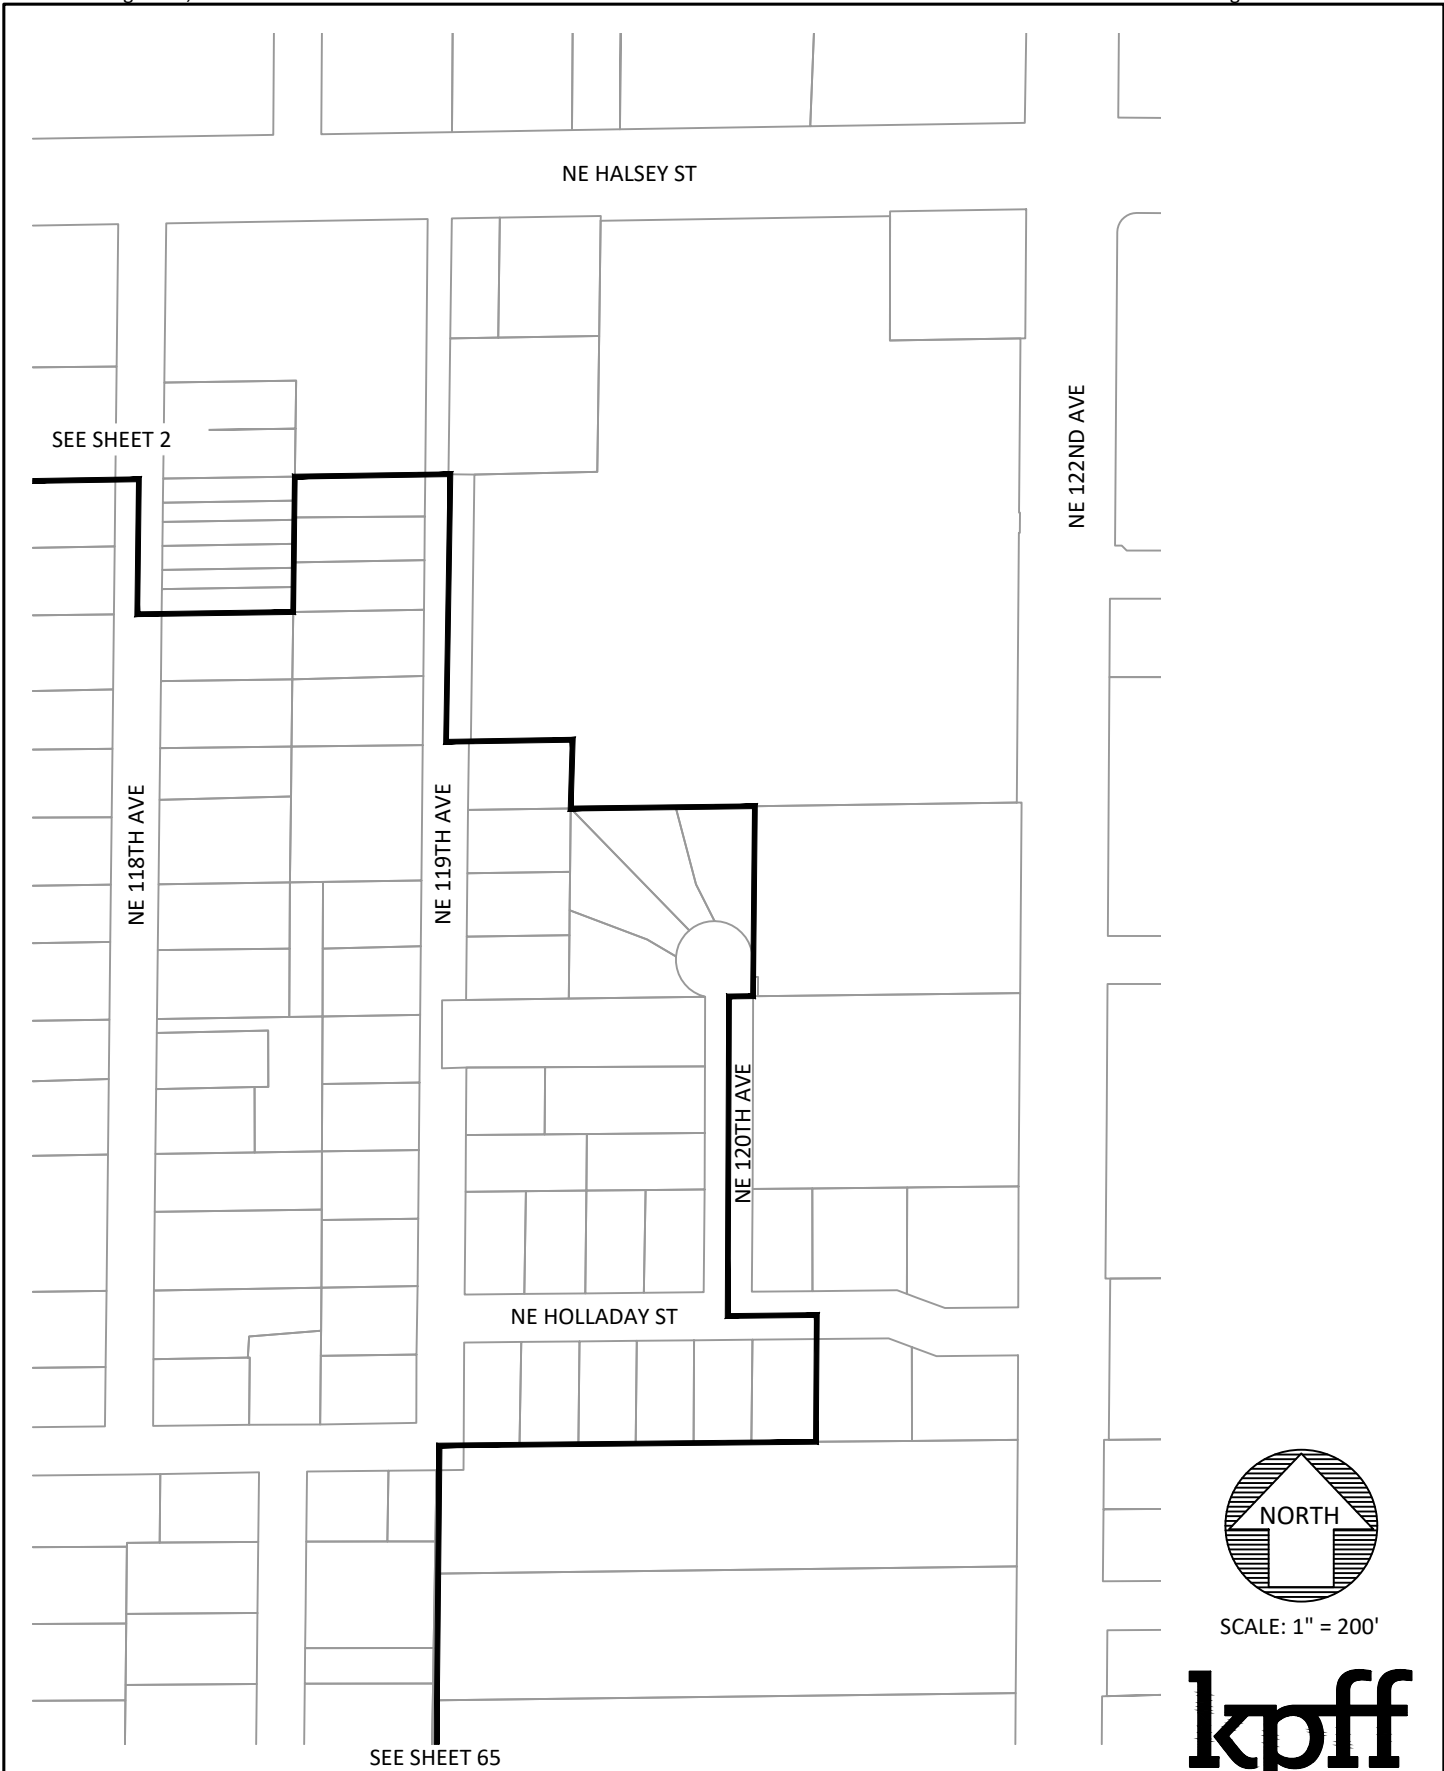 NE HALSEY ST
SEE SHEET 2
NE 122ND AVE
NE 118TH AVE
NE 119TH AVE
NE 120TH AVE
NE HOLLADAY ST
NORTH
SCALE: 1" = 200'
kpff
SEE SHEET 65